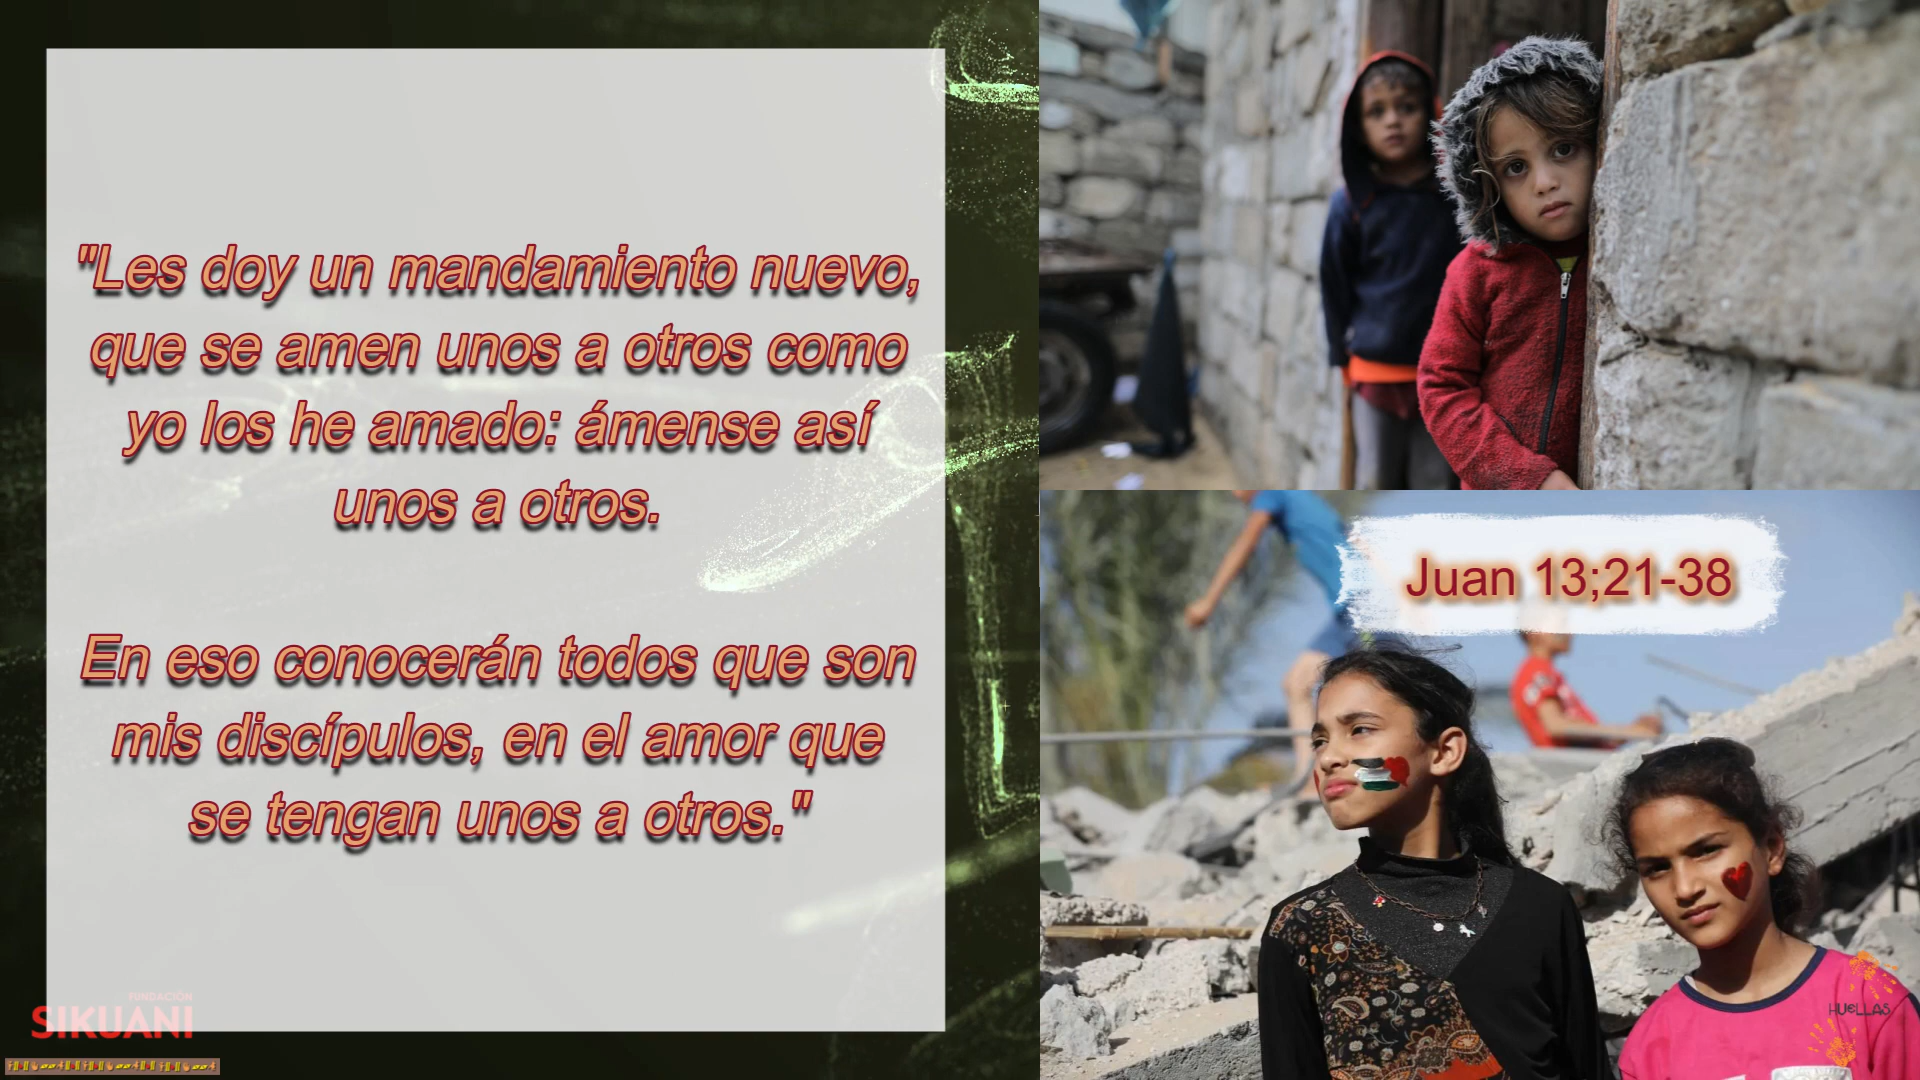 "Les doy un mandamiento nuevo,
que se amen unos a otros como
yo los he amado: ámense así
unos a otros.
En eso conocerán todos que son
mis discípulos, en el amor que
se tengan unos a otros."
Juan 13;21-38
FUNDACIÓN
SIKUANI
HUELLAS